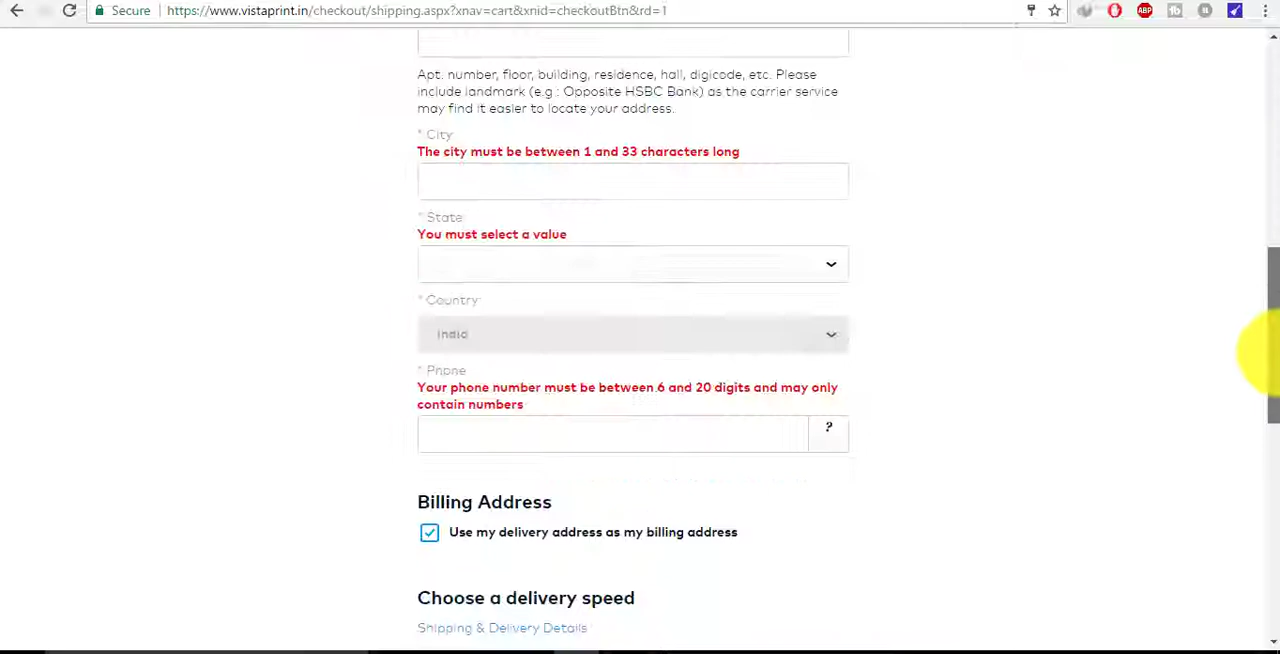 Secure | https://www.vistaprint.in/checkout/shipping.aspx?xnav=cart&xnid=checkoutBtn&rd=1
ABP
Apt. number, floor, building, residence, hall, digicode, etc. Please
include landmark (e.g.: Opposite HSBC Bank) as the carrier service
may find it easier to locate your address.
* City
The city must be between 1 and 33 characters long
* State
You must select a value
* Country
India
* Phone
Your phone number must be between 6 and 20 digits and may only
contain numbers
?
Billing Address
Use my delivery address as my billing address
Choose a delivery speed
Shipping & Delivery Details